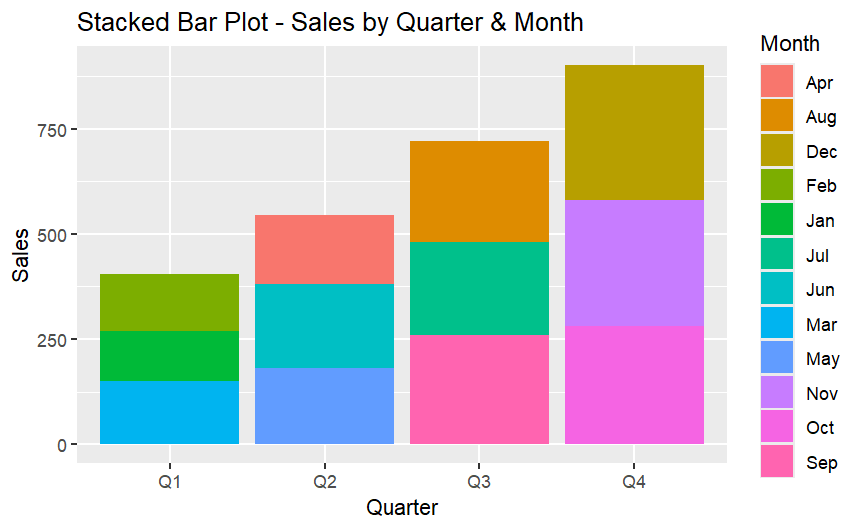 Stacked Bar Plot - Sales by Quarter & Month
Month
Apr
Aug
Dec
Feb
Jan
Jul
Jun
Mar
May
Nov
Oct
Sep
Sales
750
500
250
0
Q1 Q2 Q3 Q4
Quarter